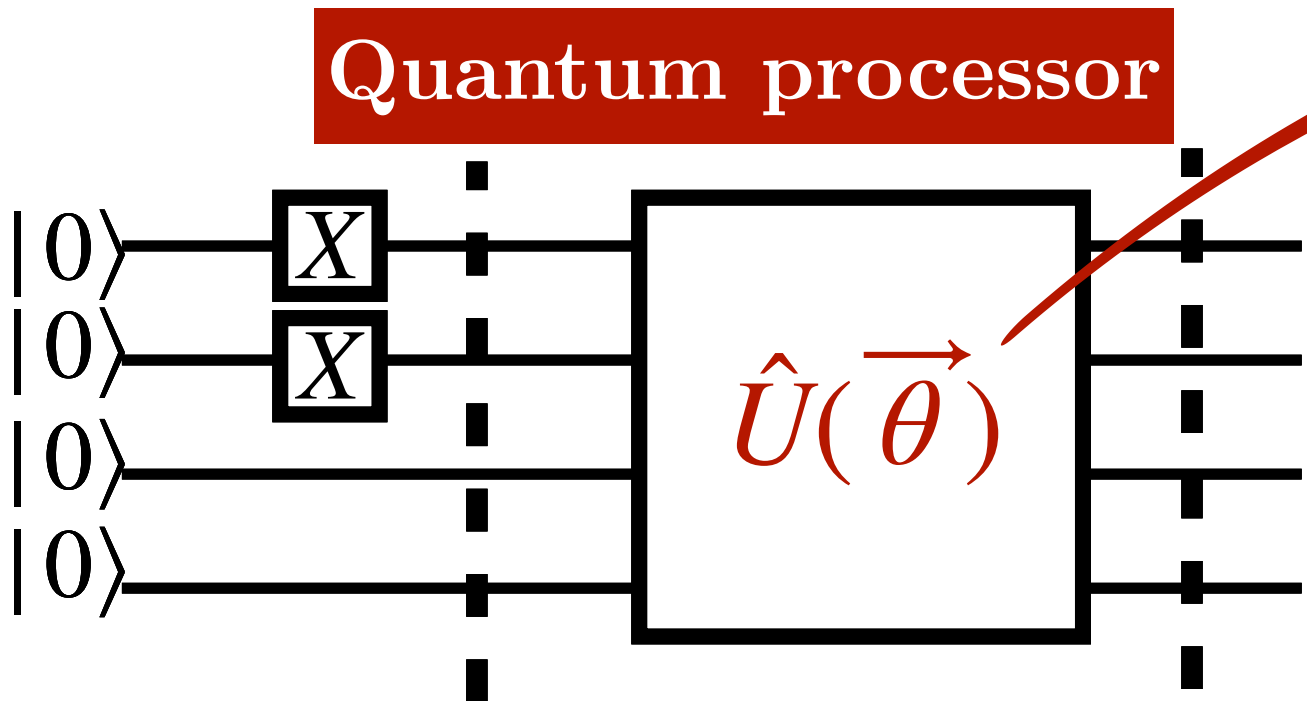 Quantum processor
|0⟩ X
|0⟩ X
Û(θ⃗)
|0⟩
|0⟩